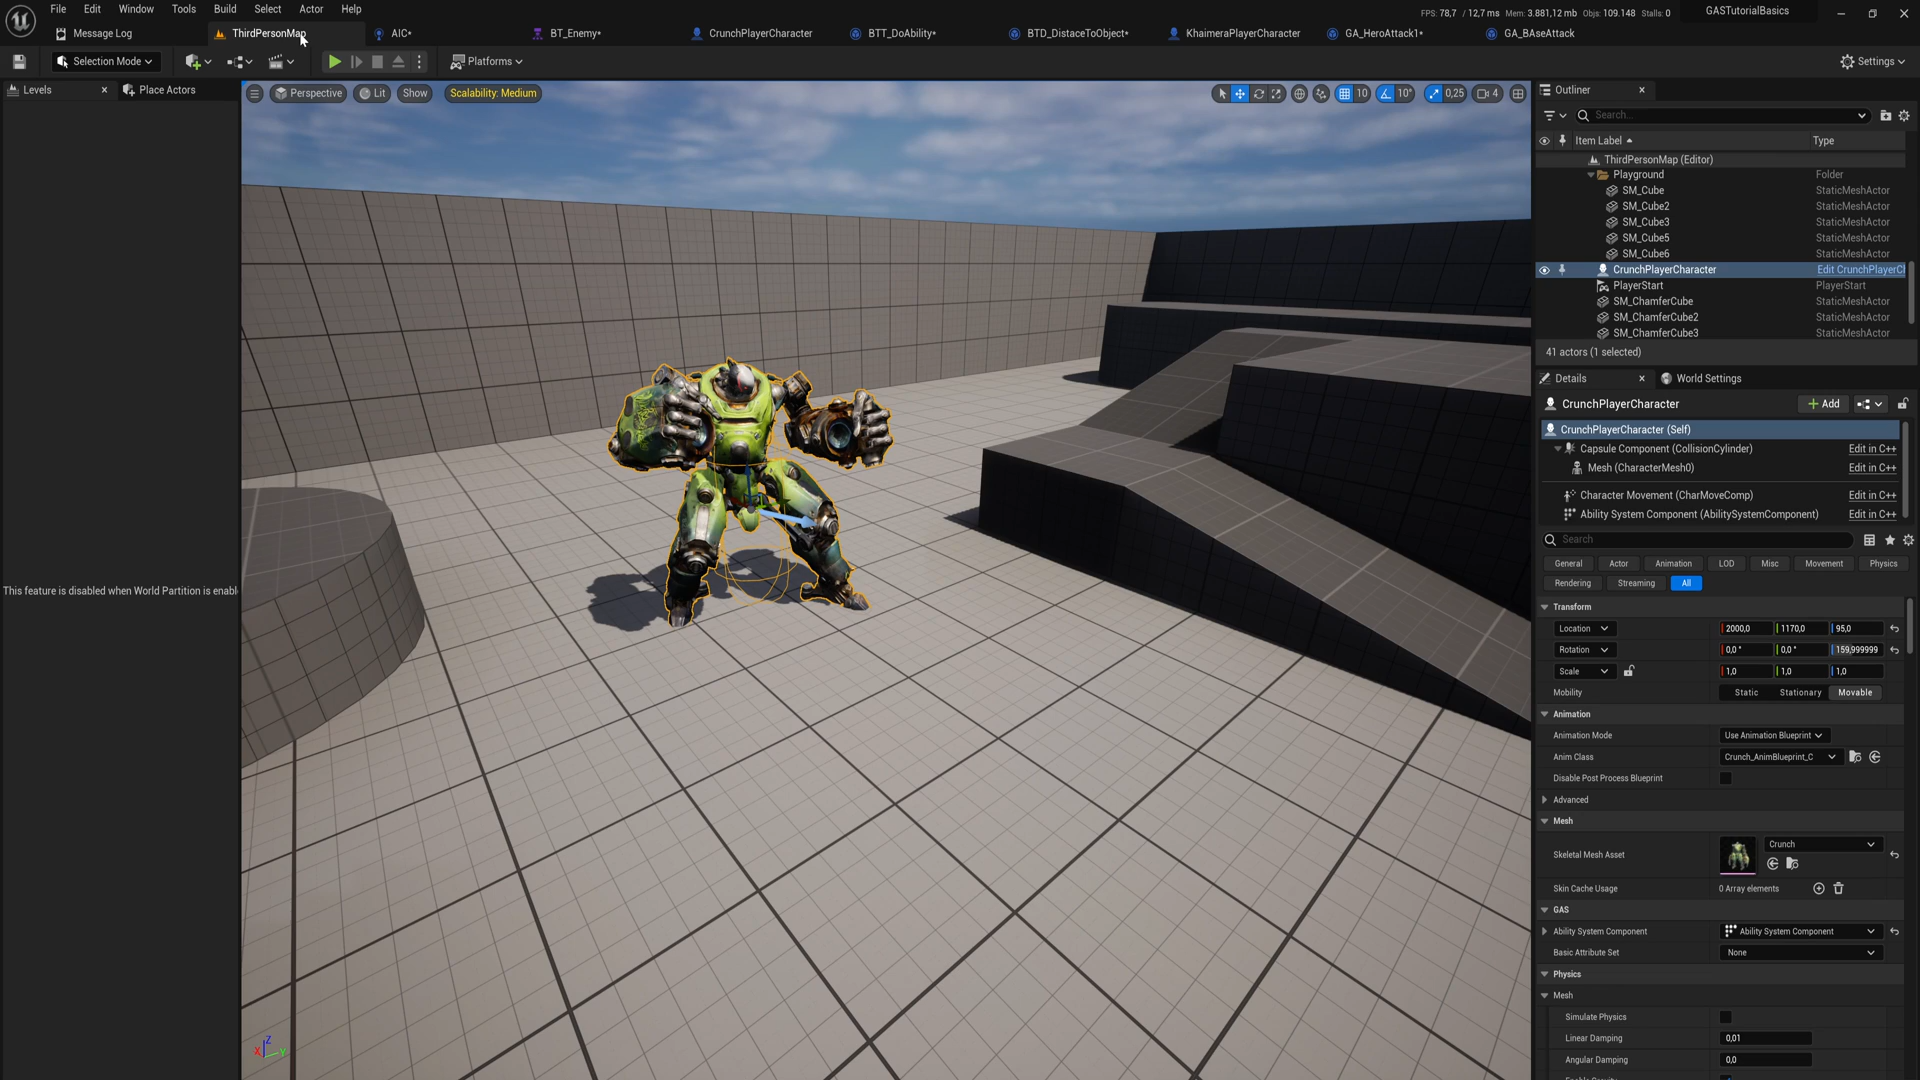 File Edit Window Tools Build Select Actor Help
FPS: 78,7 / 12,7 ms Mem: 3.881,12 mb Objs: 109.148 Stalls: 0 GASTutorialBasics
Message Log ThirdPersonMap AIC* BT_Enemy* CrunchPlayerCharacter BTT_DoAbility* BTD_DistaceToObject* KhaimeraPlayerCharacter GA_HeroAttack1* GA_BAseAttack
Selection Mode Platforms Settings
Levels Place Actors
This feature is disabled when World Partition is enabl
Perspective Lit Show Scalability: Medium 10 10° 0,25 4
Outliner
Search...
Item Label Type
ThirdPersonMap (Editor)
Playground Folder
SM_Cube StaticMeshActor
SM_Cube2 StaticMeshActor
SM_Cube3 StaticMeshActor
SM_Cube5 StaticMeshActor
SM_Cube6 StaticMeshActor
CrunchPlayerCharacter Edit CrunchPlayerCl
PlayerStart PlayerStart
SM_ChamferCube StaticMeshActor
SM_ChamferCube2 StaticMeshActor
SM_ChamferCube3 StaticMeshActor
41 actors (1 selected)
Details World Settings
CrunchPlayerCharacter Add
CrunchPlayerCharacter (Self)
Capsule Component (CollisionCylinder) Edit in C++
Mesh (CharacterMesh0) Edit in C++
Character Movement (CharMoveComp) Edit in C++
Ability System Component (AbilitySystemComponent) Edit in C++
Search
General Actor Animation LOD Misc Movement Physics
Rendering Streaming All
Transform
Location 2000,0 1170,0 95,0
Rotation 0,0 ° 0,0 ° 159,999999
Scale 1,0 1,0 1,0
Mobility Static Stationary Movable
Animation
Animation Mode Use Animation Blueprint
Anim Class Crunch_AnimBlueprint_C
Disable Post Process Blueprint
Advanced
Mesh
Skeletal Mesh Asset Crunch
Skin Cache Usage 0 Array elements
GAS
Ability System Component Ability System Component
Basic Attribute Set None
Physics
Mesh
Simulate Physics
Linear Damping 0,01
Angular Damping 0,0
X Y Z